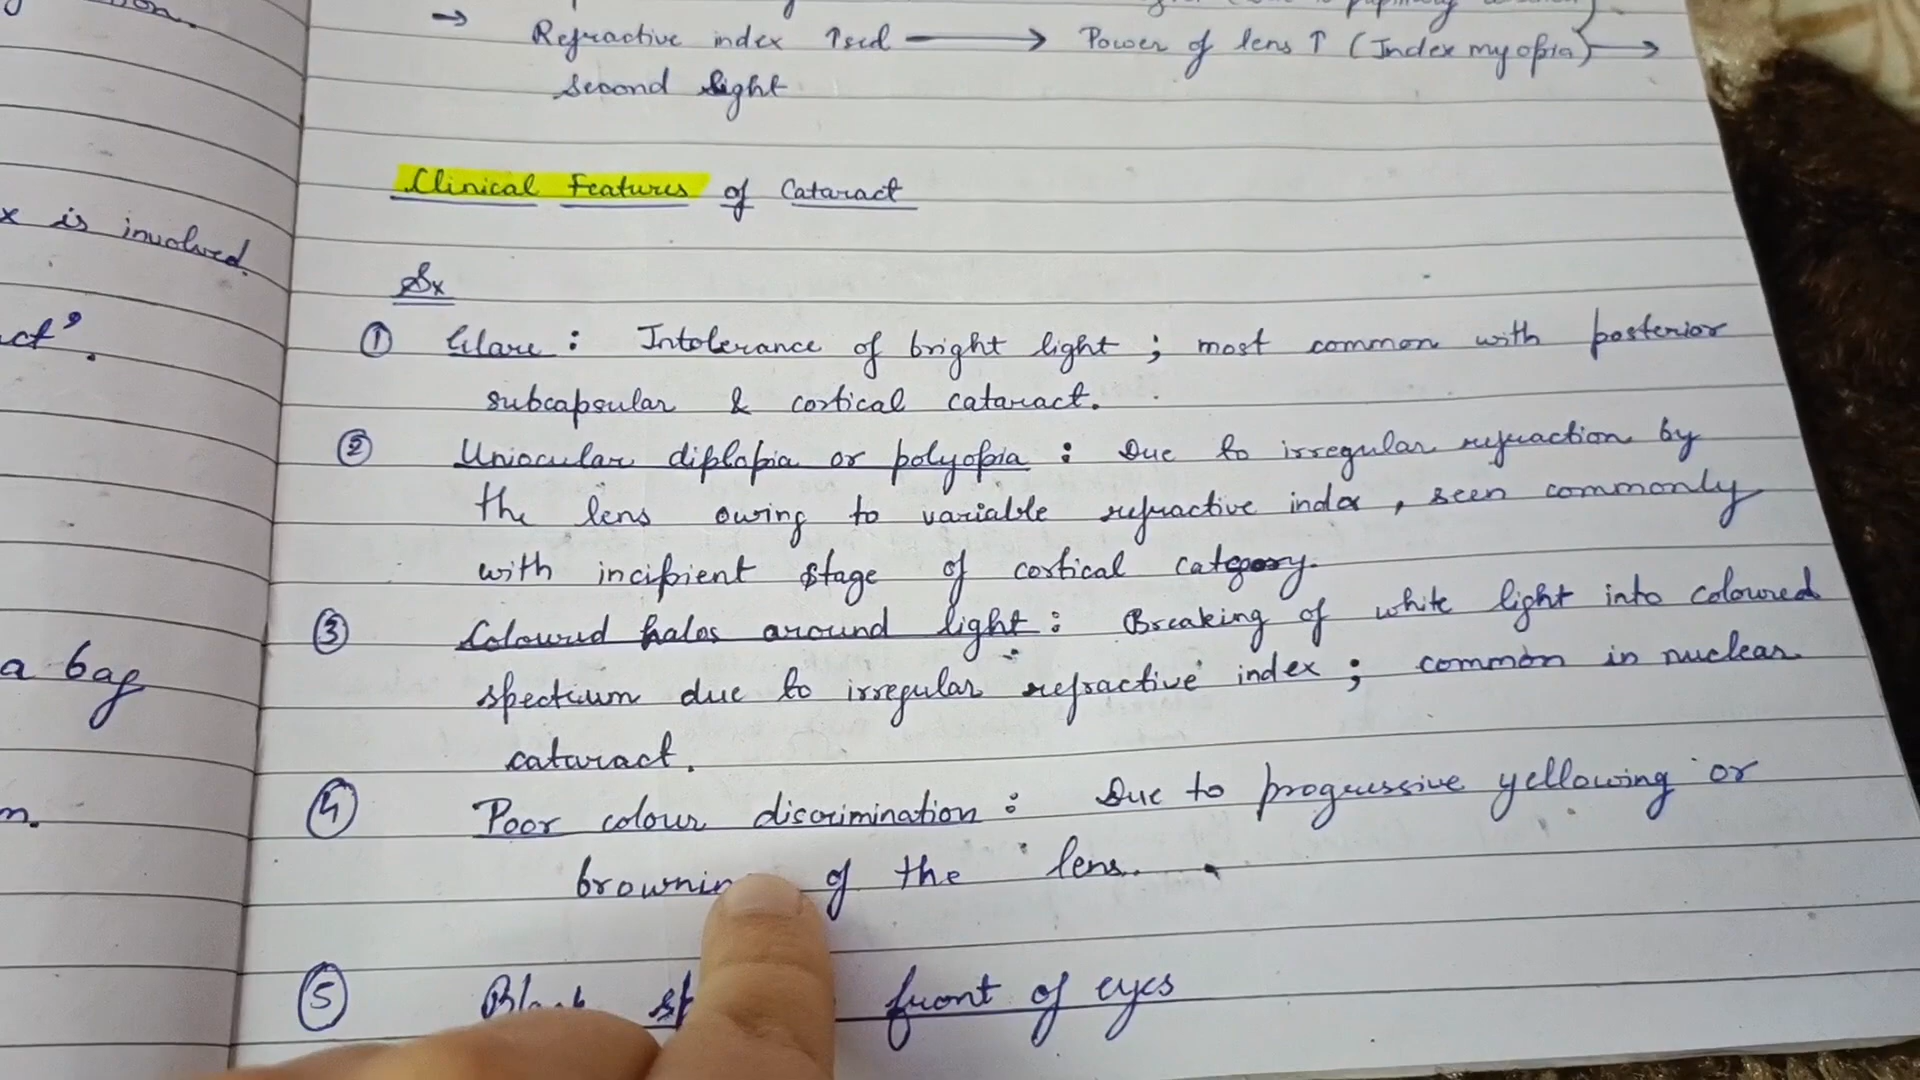 on.
x is involved.
ct’.
a bag
n.
→ Refractive index ↑sed ⟶ Power of lens ↑ (Index myopia) ⟶
Second Sight
Clinical Features of Cataract
Sx
① Glare : Intolerance of bright light ; most common with posterior
subcapsular & cortical cataract.
② Uniocular diplopia or polyopia : Due to irregular refraction by
the lens owing to variable refractive index , seen commonly
with incipient stage of cortical category.
③ Coloured halos around light : Breaking of white light into coloured
spectrum due to irregular refractive index ; common in nuclear
cataract.
④ Poor colour discrimination : Due to progressive yellowing or
browning of the lens.
⑤ front of eyes